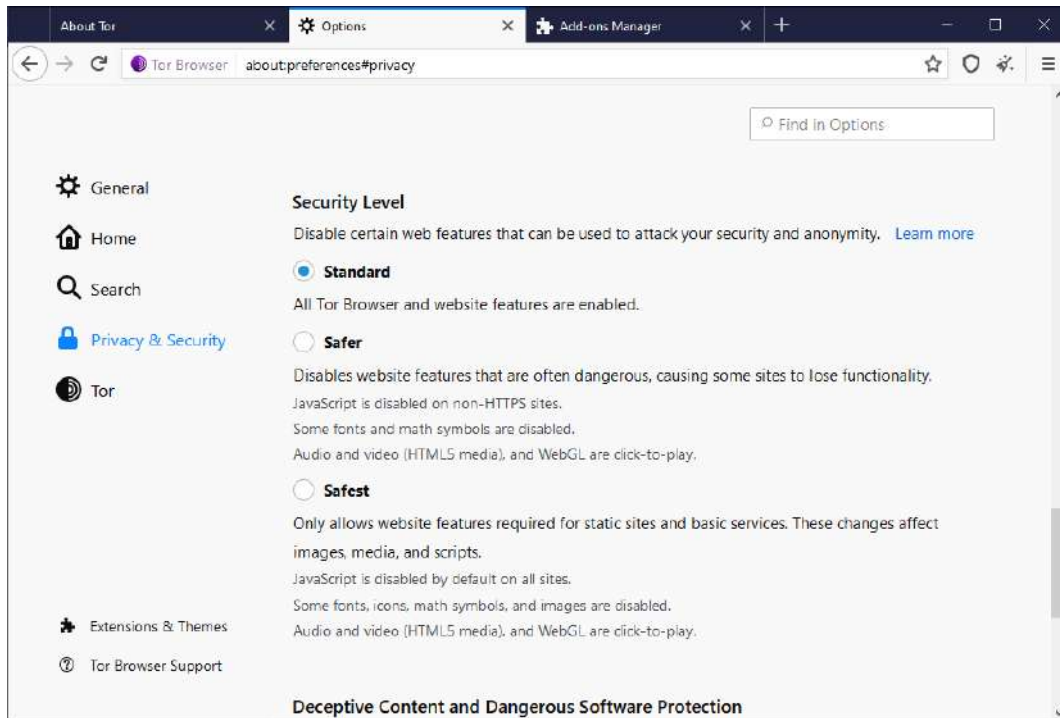 About Tor
Options
Add-ons Manager
Tor Browser about:preferences#privacy
Find in Options
General
Home
Search
Privacy & Security
Tor
Extensions & Themes
Tor Browser Support
Security Level
Disable certain web features that can be used to attack your security and anonymity. Learn more
Standard
All Tor Browser and website features are enabled.
Safer
Disables website features that are often dangerous, causing some sites to lose functionality.
JavaScript is disabled on non-HTTPS sites.
Some fonts and math symbols are disabled.
Audio and video (HTML5 media), and WebGL are click-to-play.
Safest
Only allows website features required for static sites and basic services. These changes affect
images, media, and scripts.
JavaScript is disabled by default on all sites.
Some fonts, icons, math symbols, and images are disabled.
Audio and video (HTML5 media), and WebGL are click-to-play.
Deceptive Content and Dangerous Software Protection